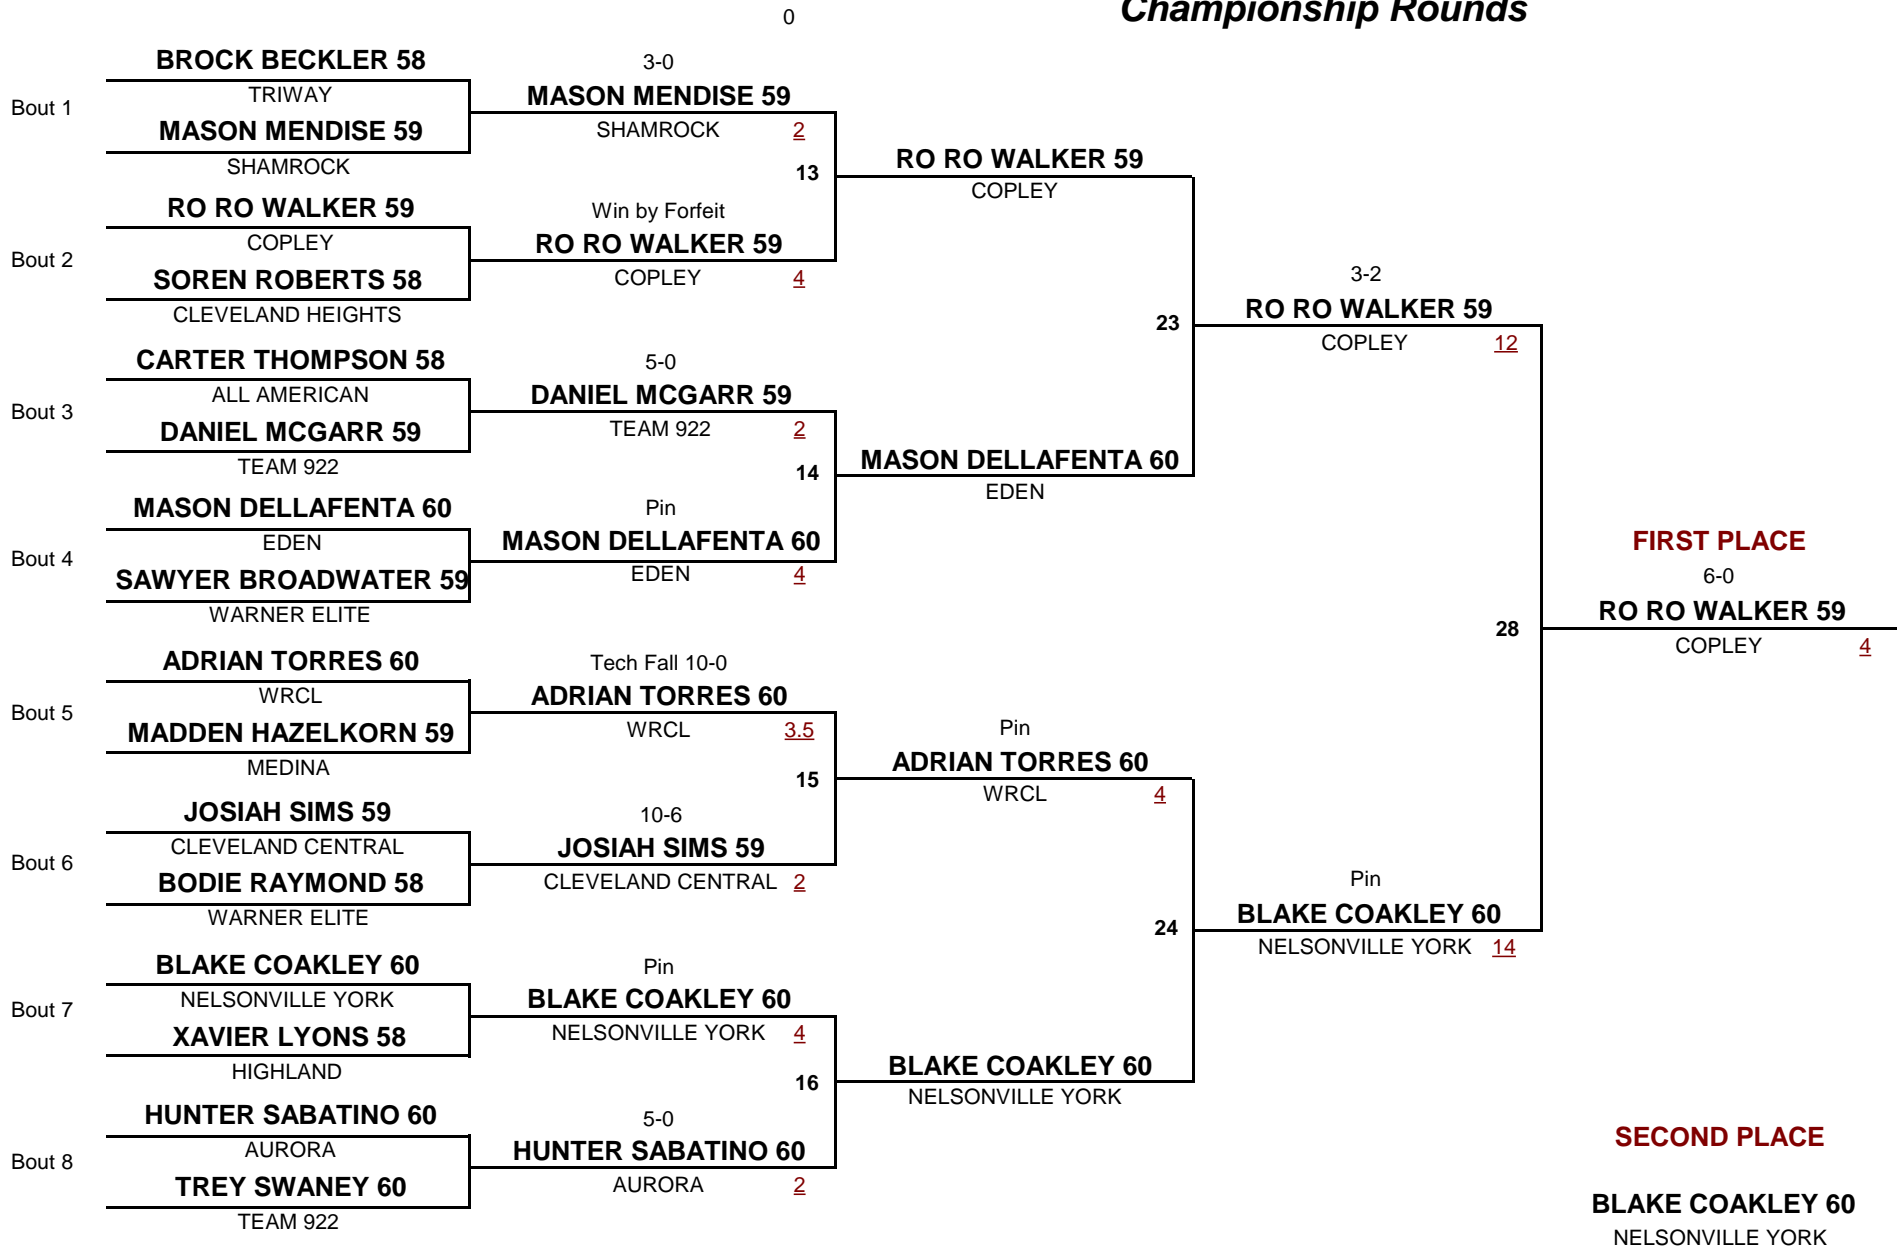 Championship Rounds
0
BROCK BECKLER 58
TRIWAY
Bout 1
MASON MENDISE 59
SHAMROCK
RO RO WALKER 59
COPLEY
Bout 2
SOREN ROBERTS 58
CLEVELAND HEIGHTS
CARTER THOMPSON 58
ALL AMERICAN
Bout 3
DANIEL MCGARR 59
TEAM 922
MASON DELLAFENTA 60
EDEN
Bout 4
SAWYER BROADWATER 59
WARNER ELITE
ADRIAN TORRES 60
WRCL
Bout 5
MADDEN HAZELKORN 59
MEDINA
JOSIAH SIMS 59
CLEVELAND CENTRAL
Bout 6
BODIE RAYMOND 58
WARNER ELITE
BLAKE COAKLEY 60
NELSONVILLE YORK
Bout 7
XAVIER LYONS 58
HIGHLAND
HUNTER SABATINO 60
AURORA
Bout 8
TREY SWANEY 60
TEAM 922
3-0
MASON MENDISE 59
SHAMROCK 2
13
Win by Forfeit
RO RO WALKER 59
COPLEY 4
5-0
DANIEL MCGARR 59
TEAM 922 2
14
Pin
MASON DELLAFENTA 60
EDEN 4
Tech Fall 10-0
ADRIAN TORRES 60
WRCL 3.5
15
10-6
JOSIAH SIMS 59
CLEVELAND CENTRAL 2
Pin
BLAKE COAKLEY 60
NELSONVILLE YORK 4
16
5-0
HUNTER SABATINO 60
AURORA 2
RO RO WALKER 59
COPLEY
23
MASON DELLAFENTA 60
EDEN
Pin
ADRIAN TORRES 60
WRCL 4
24
BLAKE COAKLEY 60
NELSONVILLE YORK
3-2
RO RO WALKER 59
COPLEY 12
28
Pin
BLAKE COAKLEY 60
NELSONVILLE YORK 14
FIRST PLACE
6-0
RO RO WALKER 59
COPLEY 4
SECOND PLACE
BLAKE COAKLEY 60
NELSONVILLE YORK